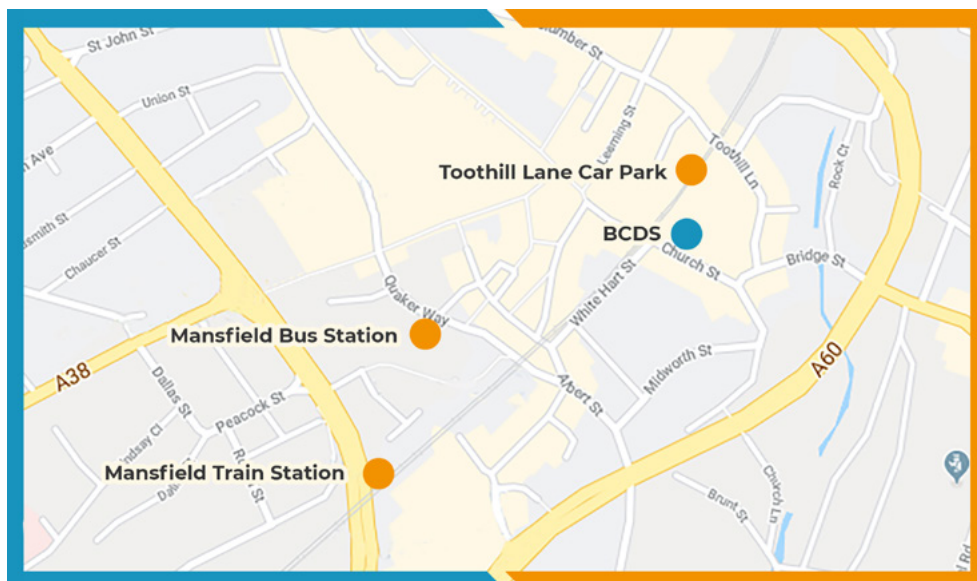 St John St
Union St
Ave
Chaucer St
Leeming St
Toothill Ln
Rock Ct
Toothill Lane Car Park
BCDS
Church St
Bridge St
White Hart St
Quaker Way
Mansfield Bus Station
Midworth St
A60
Albert St
A38
Dallas St
Peacock St
Mansfield Train Station
Brunt St
Church Ln
Rd